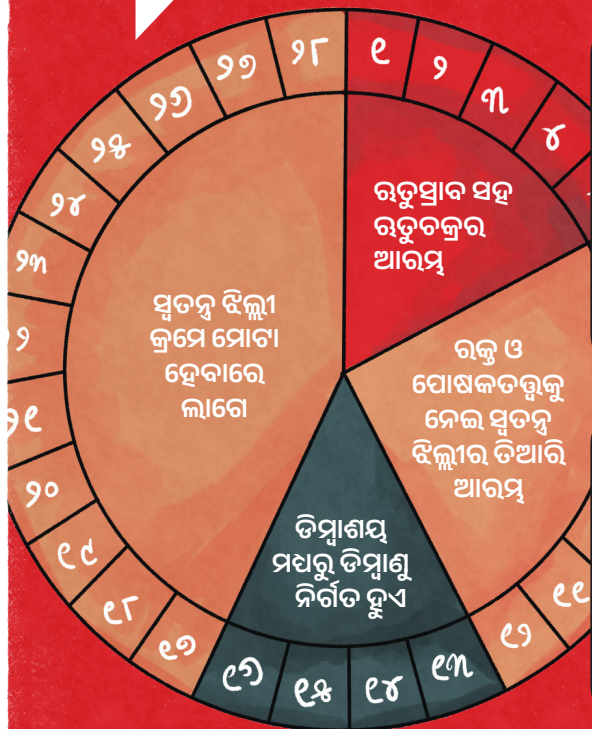 ୧
୨
୩
୪
ଋତୁସ୍ରାବ ସହ
ଋତୁଚକ୍ରର
ଆରମ୍ଭ
ରକ୍ତ ଓ
ପୋଷକତତ୍ତ୍ୱକୁ
ନେଇ ସ୍ୱତନ୍ତ୍ର
ଝିଲ୍ଲୀର ତିଆରି
ଆରମ୍ଭ
୧୧
୧୨
୧୩
୧୪
୧୫
୧୬
ଡିମ୍ବାଶୟ
ମଧ୍ୟରୁ ଡିମ୍ବାଣୁ
ନିର୍ଗତ ହୁଏ
୧୭
୧୮
୧୯
୨୦
୨୧
୨
୨୩
୨୪
୨୫
୨୬
୨୭
୨୮
ସ୍ୱତନ୍ତ୍ର ଝିଲ୍ଲୀ
କ୍ରମେ ମୋଟା
ହେବାରେ
ଲାଗେ